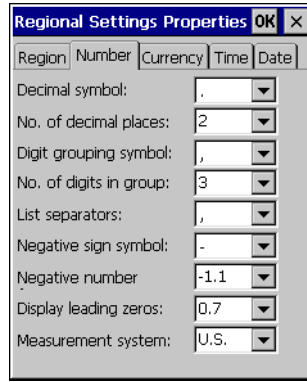 Regional Settings Properties OK ×
Region Number Currency Time Date
Decimal symbol: .
No. of decimal places: 2
Digit grouping symbol: ,
No. of digits in group: 3
List separators: ,
Negative sign symbol: -
Negative number -1.1
Display leading zeros: 0.7
Measurement system: U.S.